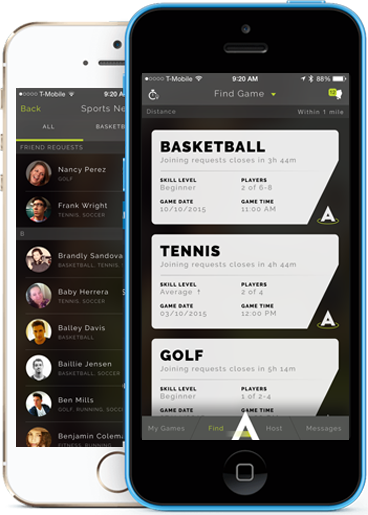 T-Mobile
9:20 A
Back
Sports Ne
ALL
BASKETB
FRIEND REQUESTS
Nancy Perez
GOLF
Frank Wright
TENNIS, SOCCER
B
Brandly Sandova
BASKETBALL, TENNIS,
Baby Herrera
TENNIS, SOCCER
Balley Davis
BASKETBALL
Baillie Jensen
BASKETBALL, SOCCER
Ben Mills
GOLF, RUNNING, SOCCER
Benjamin Colema
T-Mobile
9:20 AM
88%
Find Game
12
Distance
Within 1 mile
BASKETBALL
Joining requests closes in 3h 44m
SKILL LEVEL
PLAYERS
Beginner
2 of 6-8
GAME DATE
GAME TIME
10/10/2015
11:00 AM
TENNIS
Joining requests closes in 4h 44m
SKILL LEVEL
PLAYERS
Average ↑
2 of 4
GAME DATE
GAME TIME
03/10/2015
12:00 AM
GOLF
Joining requests closes in 5h 14m
SKILL LEVEL
PLAYERS
Beginner
1 of 2-4
My Games
Find
Host
Messages